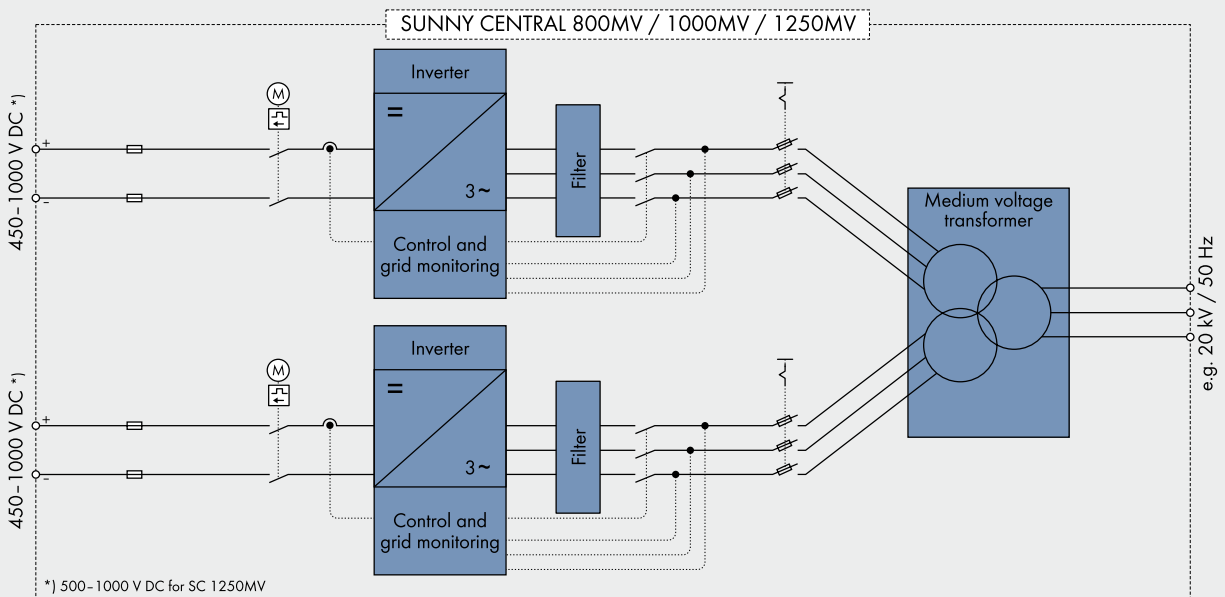 SUNNY CENTRAL 800MV / 1000MV / 1250MV
450–1000 V DC *)
+
–
M
Inverter
=
3~
Control and
grid monitoring
Filter
Medium voltage
transformer
e.g. 20 kV / 50 Hz
450–1000 V DC *)
+
–
M
Inverter
=
3~
Control and
grid monitoring
Filter
*) 500–1000 V DC for SC 1250MV